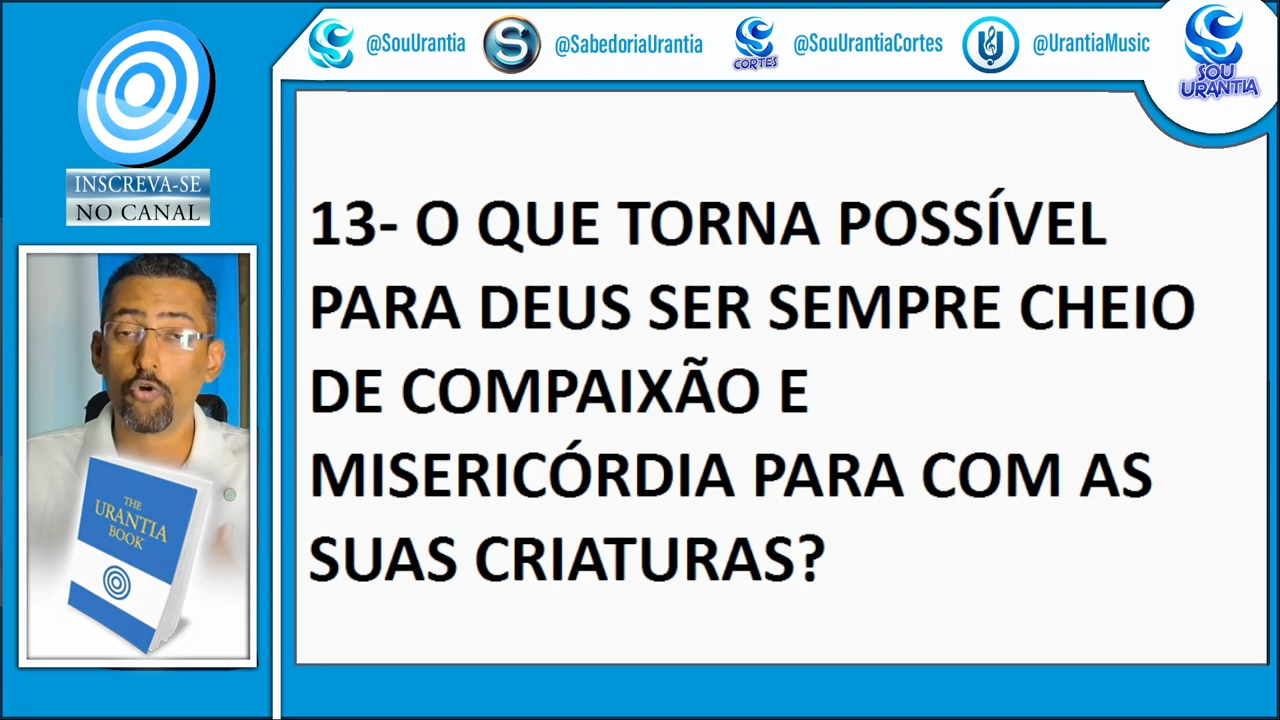 @SouUrantia
@SabedoriaUrantia
CORTES
@SouUrantiaCortes
@UrantiaMusic
SOU
URANTIA
INSCREVA-SE
NO CANAL
13- O QUE TORNA POSSÍVEL
PARA DEUS SER SEMPRE CHEIO
DE COMPAIXÃO E
MISERICÓRDIA PARA COM AS
SUAS CRIATURAS?
THE
URANTIA
BOOK